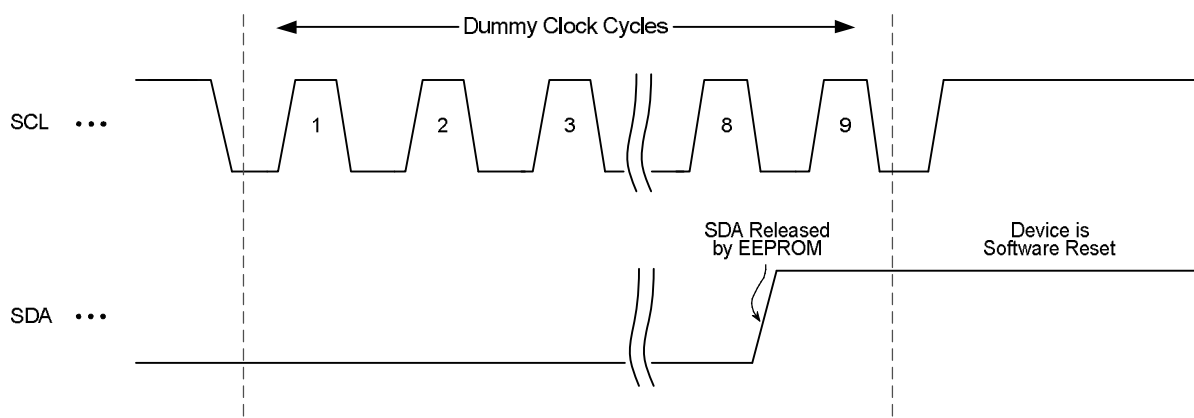 Dummy Clock Cycles
SCL •••
1 2 3 8 9
SDA Released
by EEPROM
Device is
Software Reset
SDA •••